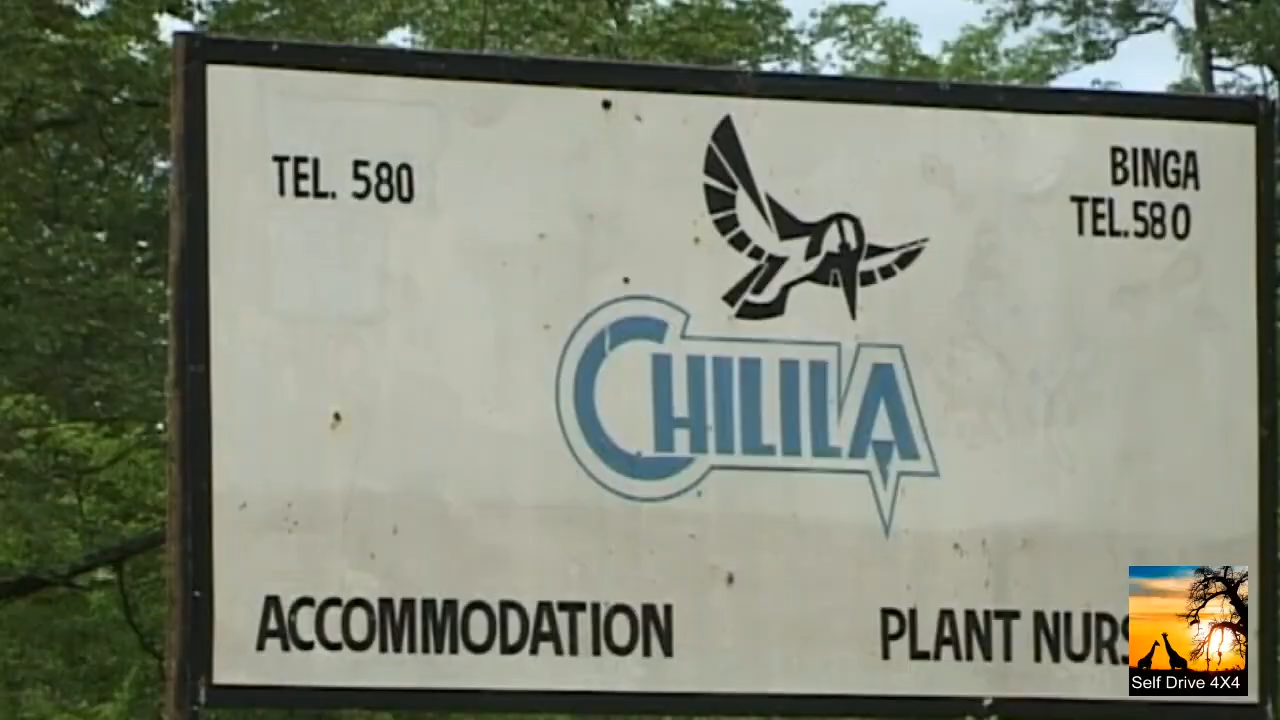 TEL. 580
BINGA
TEL. 580
CHILILA
ACCOMMODATION
PLANT NURS
Self Drive 4X4